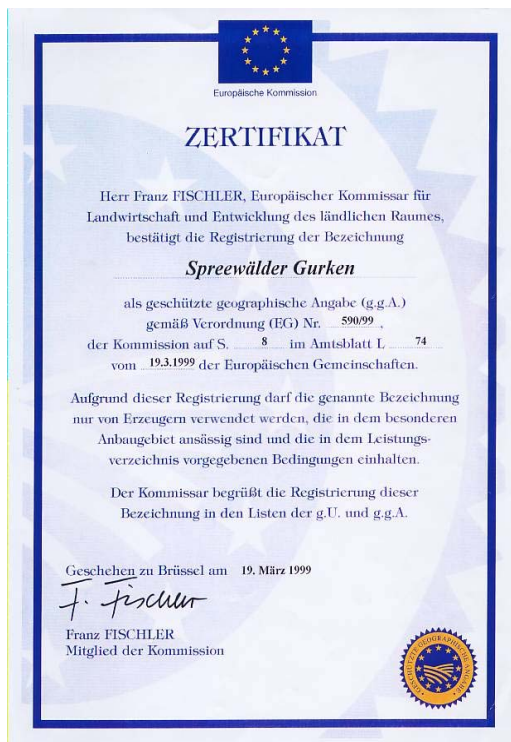 Europäische Kommission
ZERTIFIKAT
Herr Franz FISCHLER, Europäischer Kommissar für
Landwirtschaft und Entwicklung des ländlichen Raumes,
bestätigt die Registrierung der Bezeichnung
Spreewälder Gurken
als geschützte geographische Angabe (g.g.A.)
gemäß Verordnung (EG) Nr. 590/99,
der Kommission auf S. 8 im Amtsblatt L 74
vom 19.3.1999 der Europäischen Gemeinschaften.
Aufgrund dieser Registrierung darf die genannte Bezeichnung
nur von Erzeugern verwendet werden, die in dem besonderen
Anbaugebiet ansässig sind und die in dem Leistungs-
verzeichnis vorgegebenen Bedingungen einhalten.
Der Kommissar begrüßt die Registrierung dieser
Bezeichnung in den Listen der g.U. und g.g.A.
Geschehen zu Brüssel am 19. März 1999
F. Fischler
Franz FISCHLER
Mitglied der Kommission
GESCHÜTZTE GEOGRAPHISCHE ANGABE